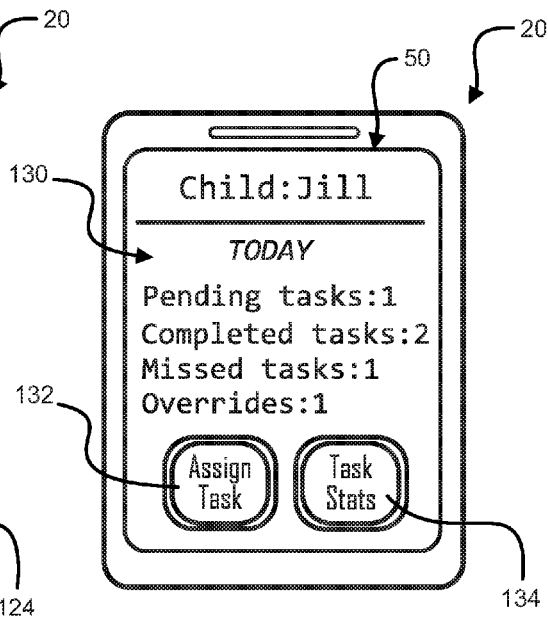 20
20
50
130
Child:Jill
TODAY
Pending tasks:1
Completed tasks:2
Missed tasks:1
Overrides:1
132
Assign
Task
Task
Stats
124
134